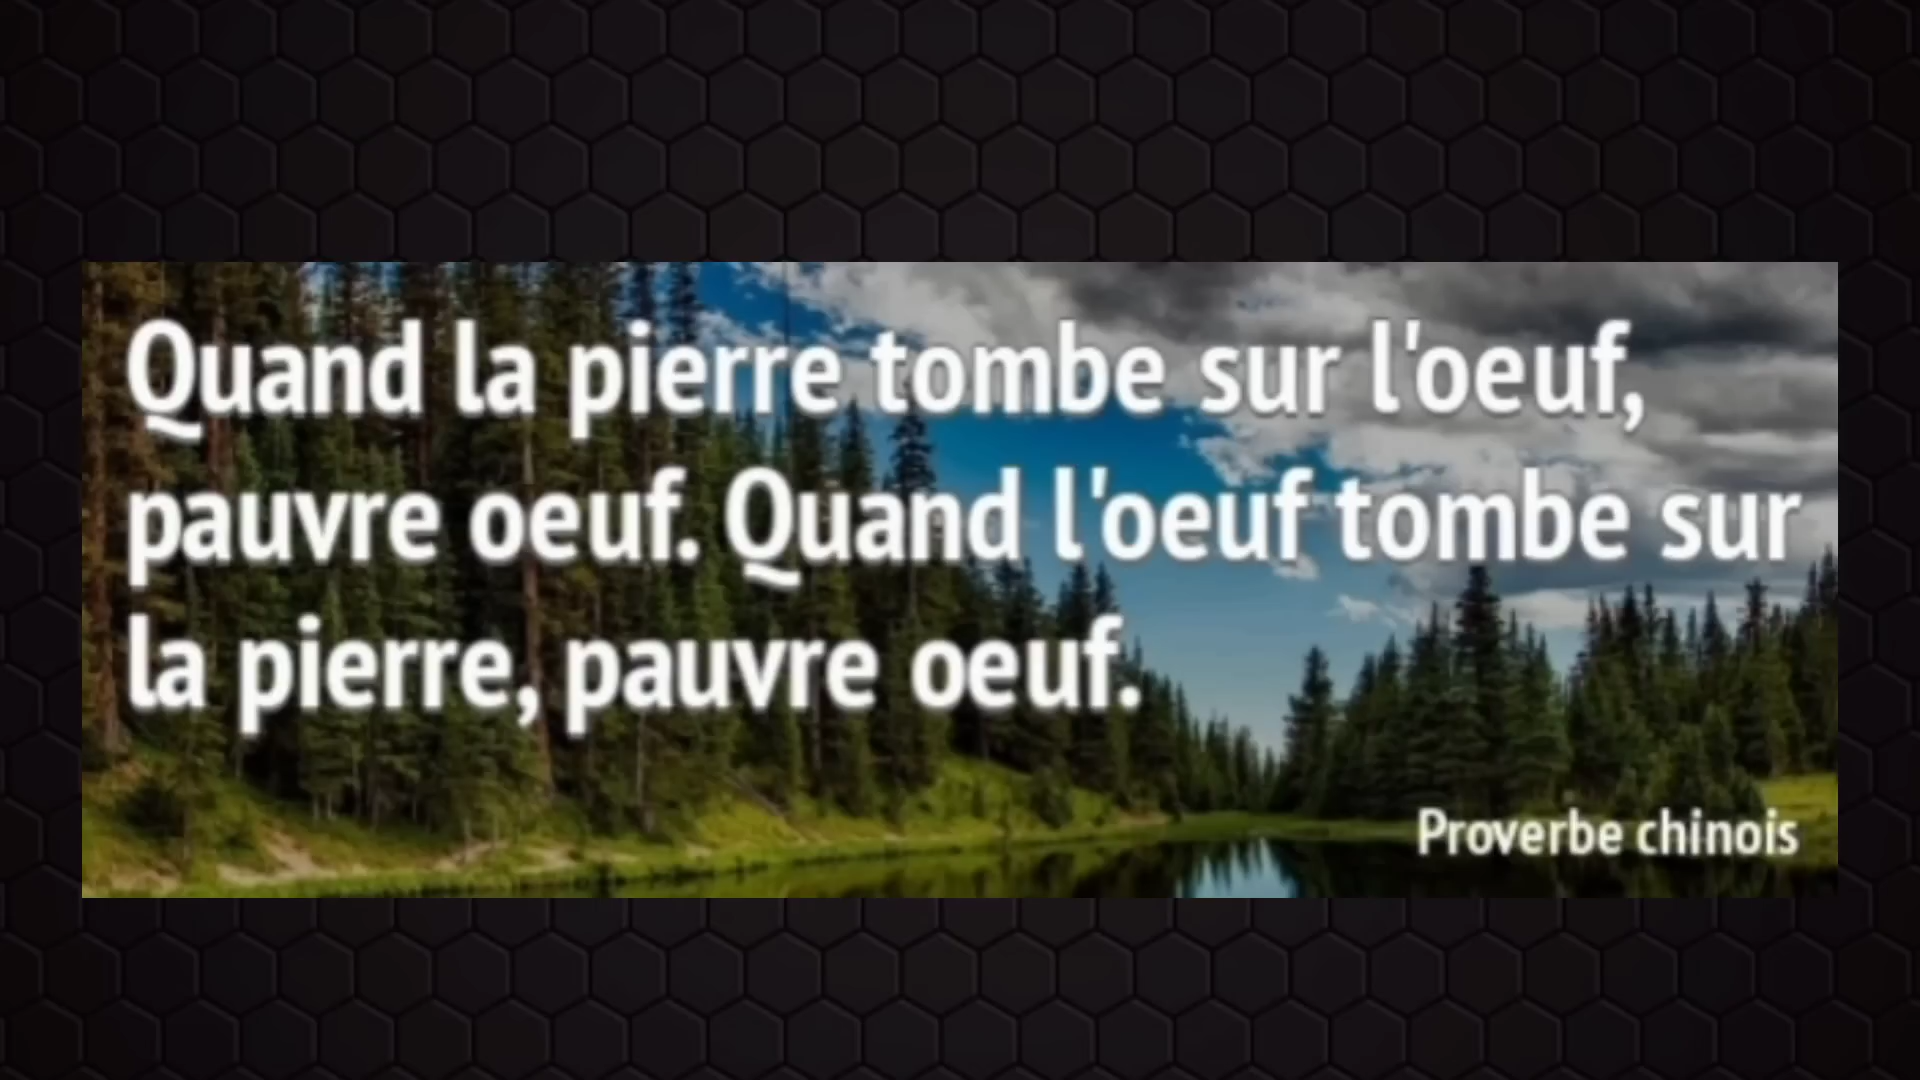 Quand la pierre tombe sur l'oeuf,
pauvre oeuf. Quand l'oeuf tombe sur
la pierre, pauvre oeuf.
Proverbe chinois